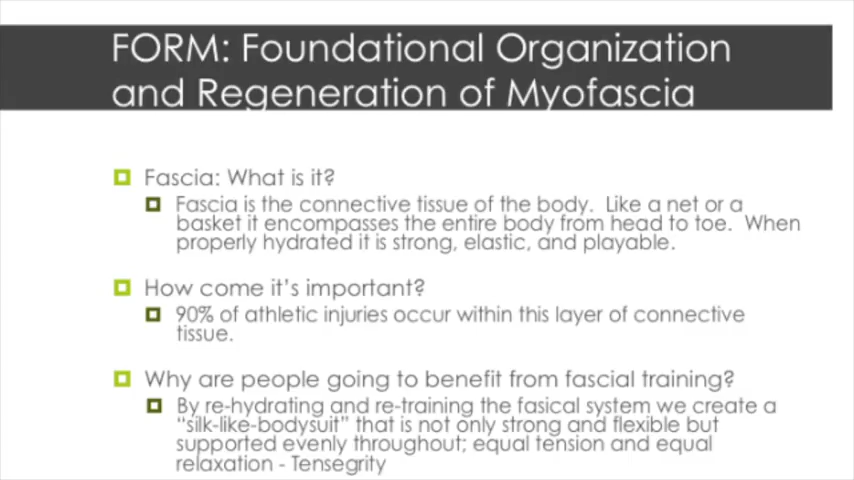 FORM: Foundational Organization
and Regeneration of Myofascia
Fascia: What is it?
Fascia is the connective tissue of the body. Like a net or a
basket it encompasses the entire body from head to toe. When
properly hydrated it is strong, elastic, and playable.
How come it's important?
90% of athletic injuries occur within this layer of connective
tissue.
Why are people going to benefit from fascial training?
By re-hydrating and re-training the fasical system we create a
“silk-like-bodysuit” that is not only strong and flexible but
supported evenly throughout; equal tension and equal
relaxation - Tensegrity